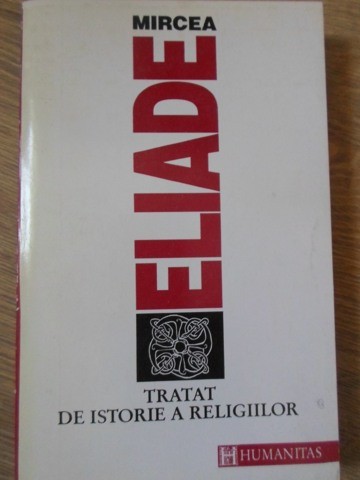 MIRCEA
ELIADE
TRATAT
DE ISTORIE A RELIGIILOR
H HUMANITAS